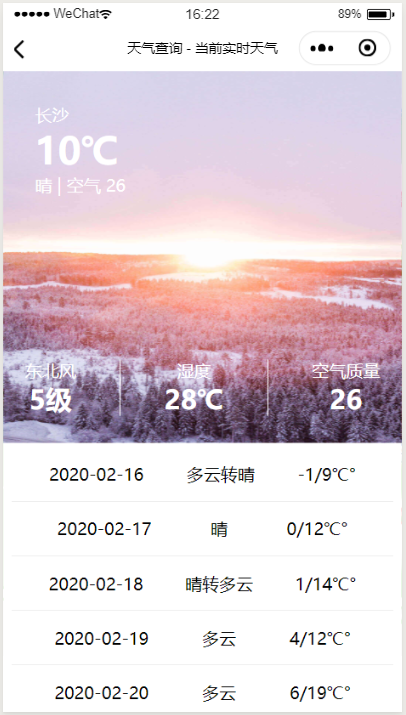 WeChat 16:22 89%
天气查询 - 当前实时天气
长沙
10℃
晴 | 空气 26
东北风 湿度 空气质量
5级 28℃ 26
2020-02-16 多云转晴 -1/9℃°
2020-02-17 晴 0/12℃°
2020-02-18 晴转多云 1/14℃°
2020-02-19 多云 4/12℃°
2020-02-20 多云 6/19℃°